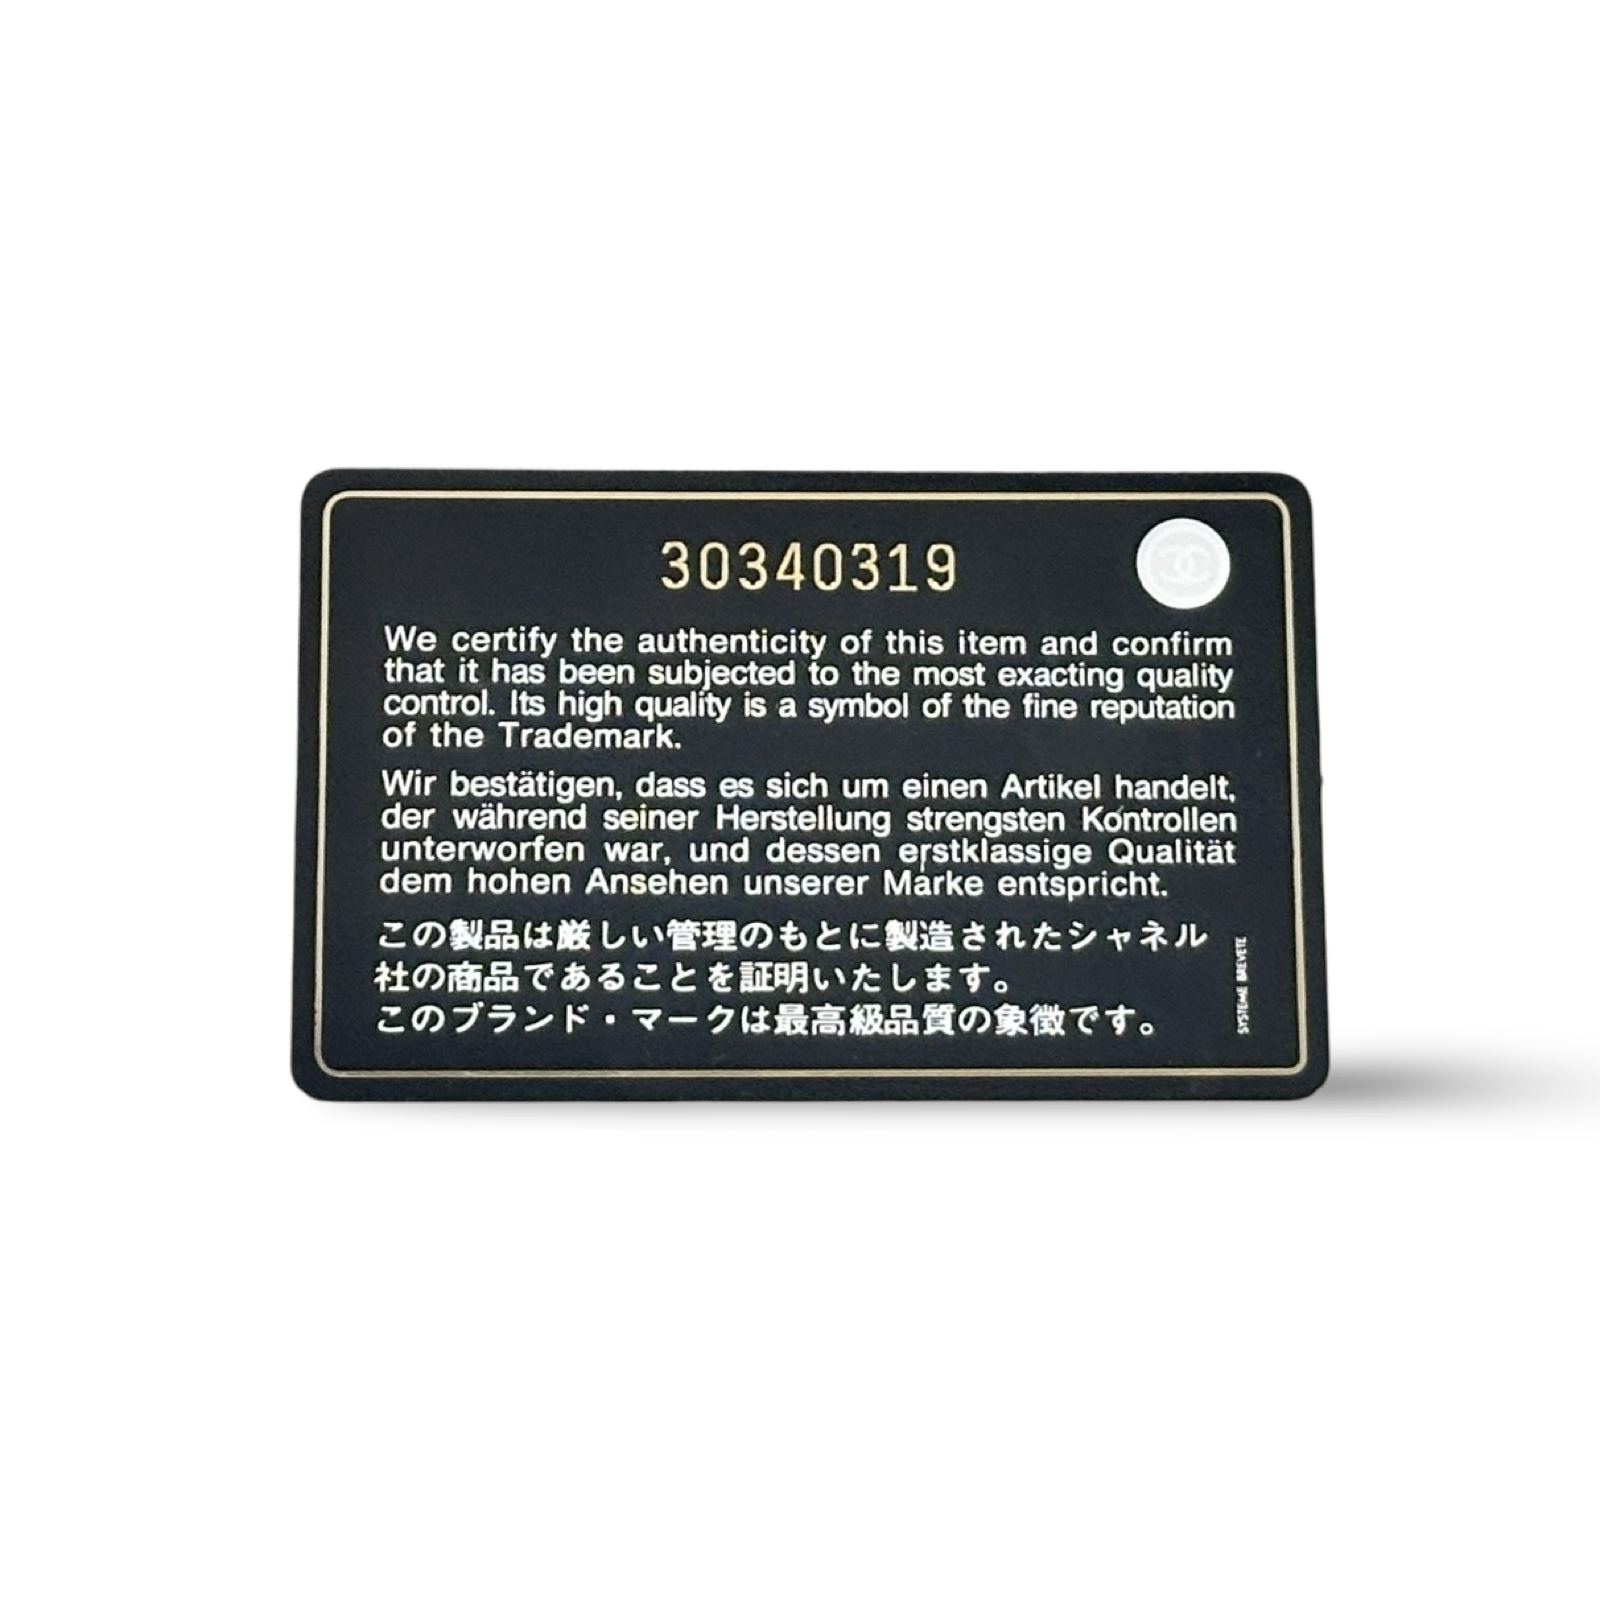 30340319
We certify the authenticity of this item and confirm
that it has been subjected to the most exacting quality
control. Its high quality is a symbol of the fine reputation
of the Trademark.
Wir bestätigen, dass es sich um einen Artikel handelt,
der während seiner Herstellung strengsten Kontrollen
unterworfen war, und dessen erstklassige Qualität
dem hohen Ansehen unserer Marke entspricht.
この製品は厳しい管理のもとに製造されたシャネル
社の商品であることを証明いたします。
このブランド・マークは最高級品質の象徴です。
SYSTEME BREVETE